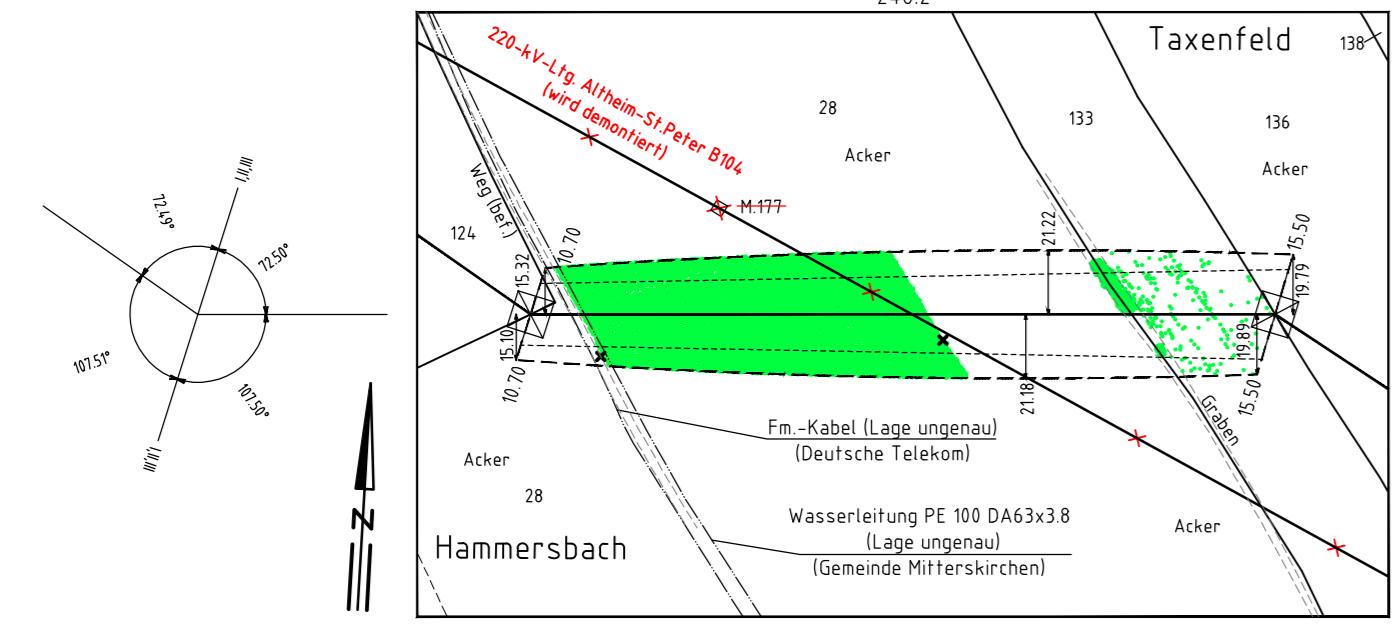 Taxenfeld
138
220-kV-Ltg. Altheim-St.Peter B104
(wird demontiert)
28
133
136
Acker
Acker
Weg (bef.)
M.177
124
10.70
15.32
21.22
15.50
19.79
15.10
10.70
21.18
19.89
15.50
Graben
Fm.-Kabel (Lage ungenau)
(Deutsche Telekom)
Acker
28
Wasserleitung PE 100 DA63x3.8
(Lage ungenau)
(Gemeinde Mitterskirchen)
Acker
Hammersbach
I,II,III
72.49°
72.50°
107.51°
107.50°
I,II,III
N